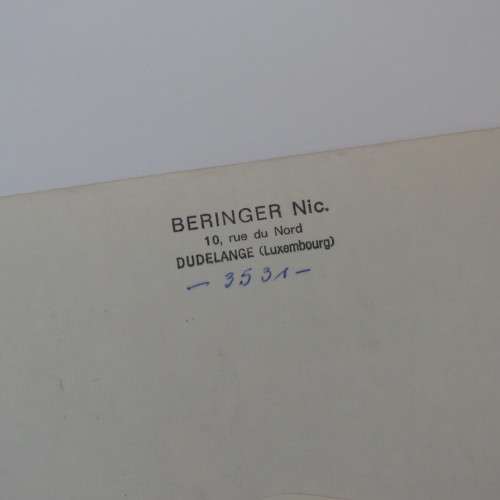 BERINGER Nic.
10, rue du Nord
DUDELANGE (Luxembourg)
- 3531 -